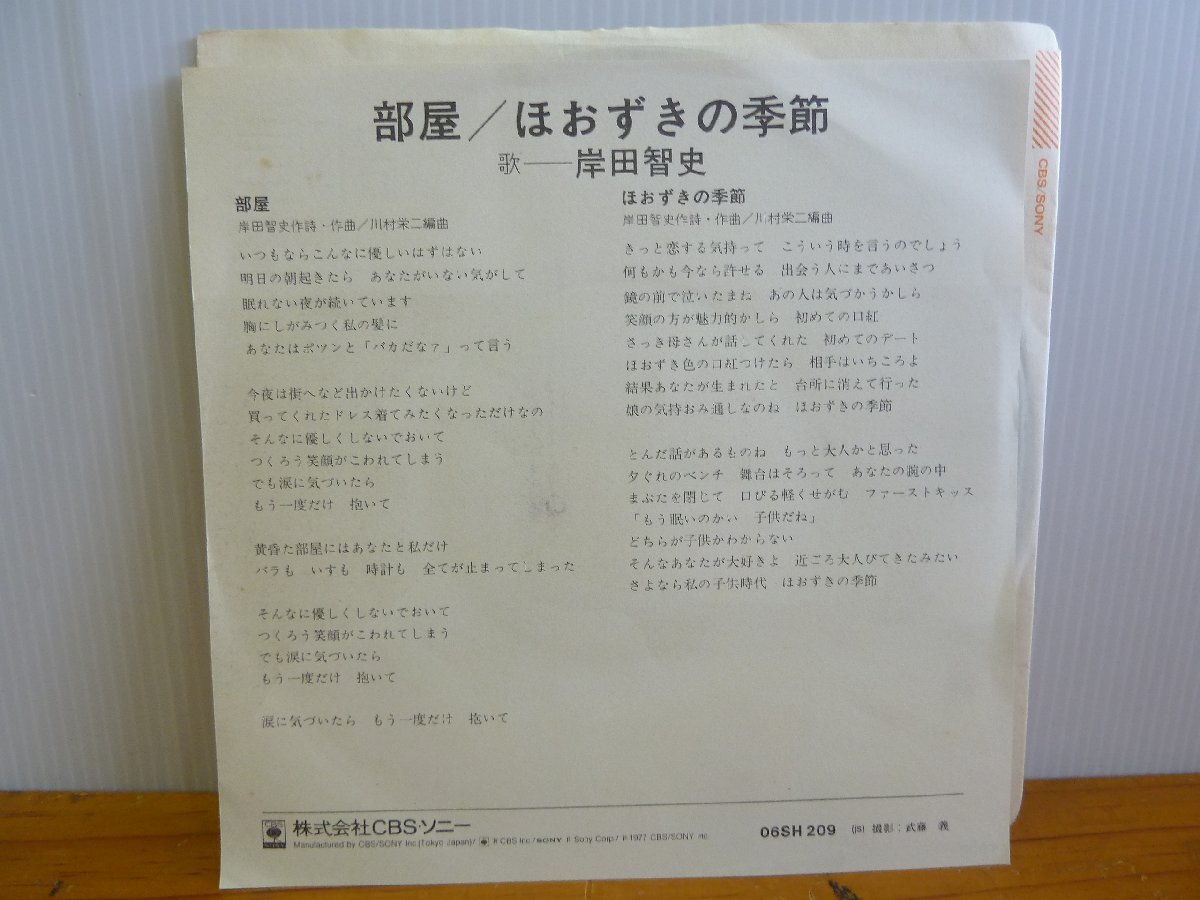 部屋／ほおずきの季節
歌──岸田智史
部屋
岸田智史作詩・作曲／川村栄二編曲
いつもならこんなに優しいはずはない
明日の朝起きたら　あなたがいない気がして
眠れない夜が続いています
胸にしがみつく私の髪に
あなたはポツンと「バカだなァ」って言う
今夜は街へなど出かけたくないけど
買ってくれたドレス着てみたくなっただけなの
そんなに優しくしないでおいて
つくろう笑顔がこわれてしまう
でも涙に気づいたら
もう一度だけ　抱いて
黄昏た部屋にはあなたと私だけ
バラも　いすも　時計も　全てが止まってしまった
そんなに優しくしないでおいて
つくろう笑顔がこわれてしまう
でも涙に気づいたら
もう一度だけ　抱いて
涙に気づいたら　もう一度だけ　抱いて
ほおずきの季節
岸田智史作詩・作曲／川村栄二編曲
きっと恋する気持って　こういう時を言うのでしょう
何もかも今なら許せる　出会う人にまであいさつ
鏡の前で泣いたまね　あの人は気づかうかしら
笑顔の方が魅力的かしら　初めての口紅
さっき母さんが話してくれた　初めてのデート
ほおずき色の口紅つけたら　相手はいちころよ
結果あなたが生まれたと　台所に消えて行った
娘の気持おみ通しなのね　ほおずきの季節
とんだ話があるものね　もっと大人かと思った
夕ぐれのベンチ　舞台はそろって　あなたの腕の中
まぶたを閉じて　口びる軽くせがむ　ファーストキッス
「もう眠いのかい　子供だね」
どちらが子供かわからない
そんなあなたが大好きよ　近ごろ大人びてきたみたい
さよなら私の子供時代　ほおずきの季節
CBS/SONY
株式会社CBS・ソニー
Manufactured by CBS/SONY Inc.(Tokyo Japan)/ ® CBS Inc./SONY ® Sony Corp./ ℗ 1977 CBS/SONY Inc.
06SH 209
(JS) 撮影：武藤　義